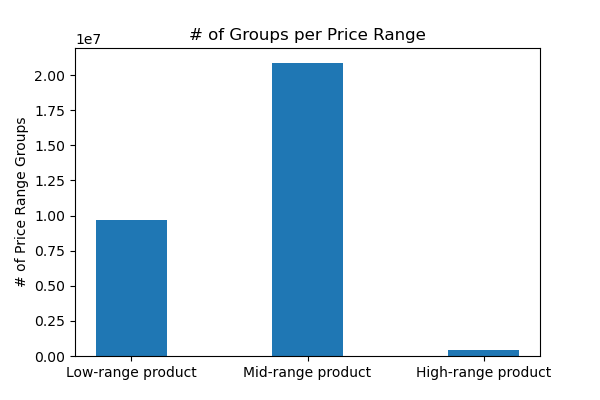 # of Groups per Price Range
1e7
# of Price Range Groups
2.00
1.75
1.50
1.25
1.00
0.75
0.50
0.25
0.00
Low-range product
Mid-range product
High-range product